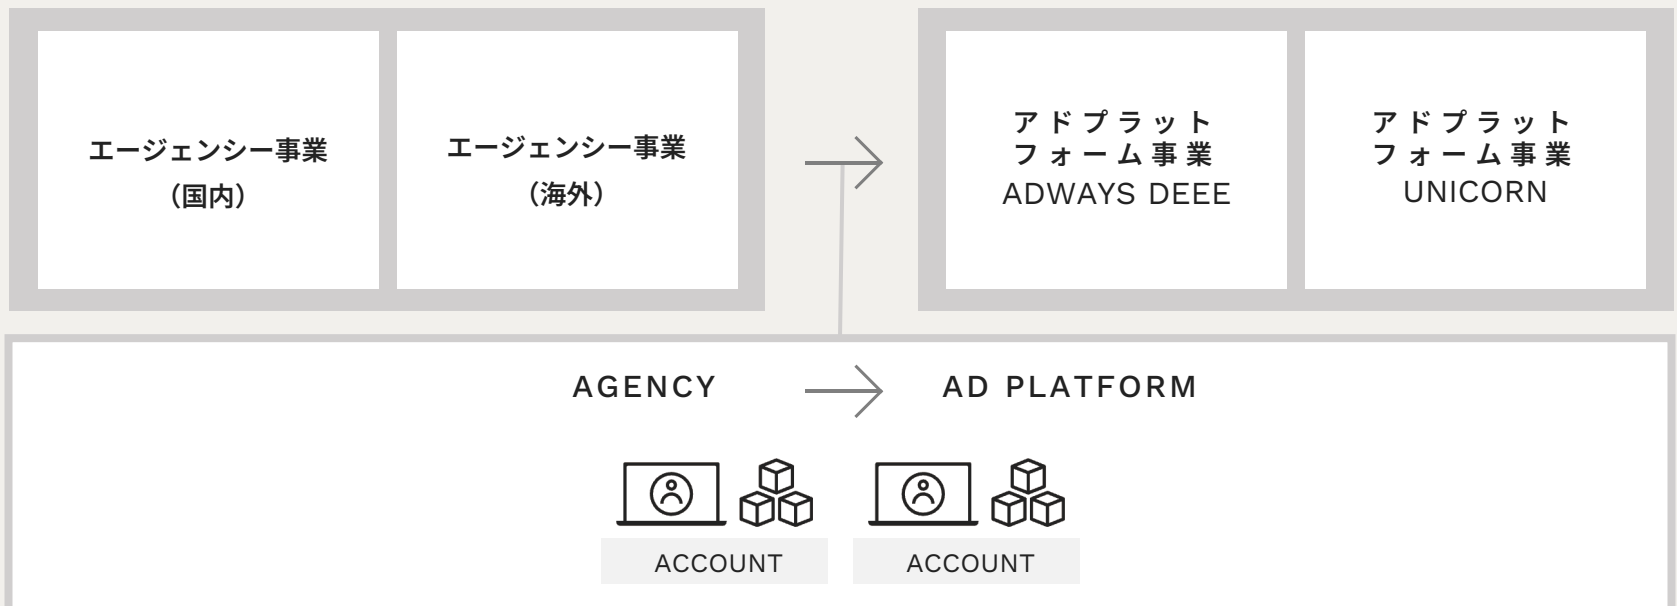 エージェンシー事業
（国内）
エージェンシー事業
（海外）
アドプラット
フォーム事業
ADWAYS DEEE
アドプラット
フォーム事業
UNICORN
AGENCY
AD PLATFORM
ACCOUNT
ACCOUNT